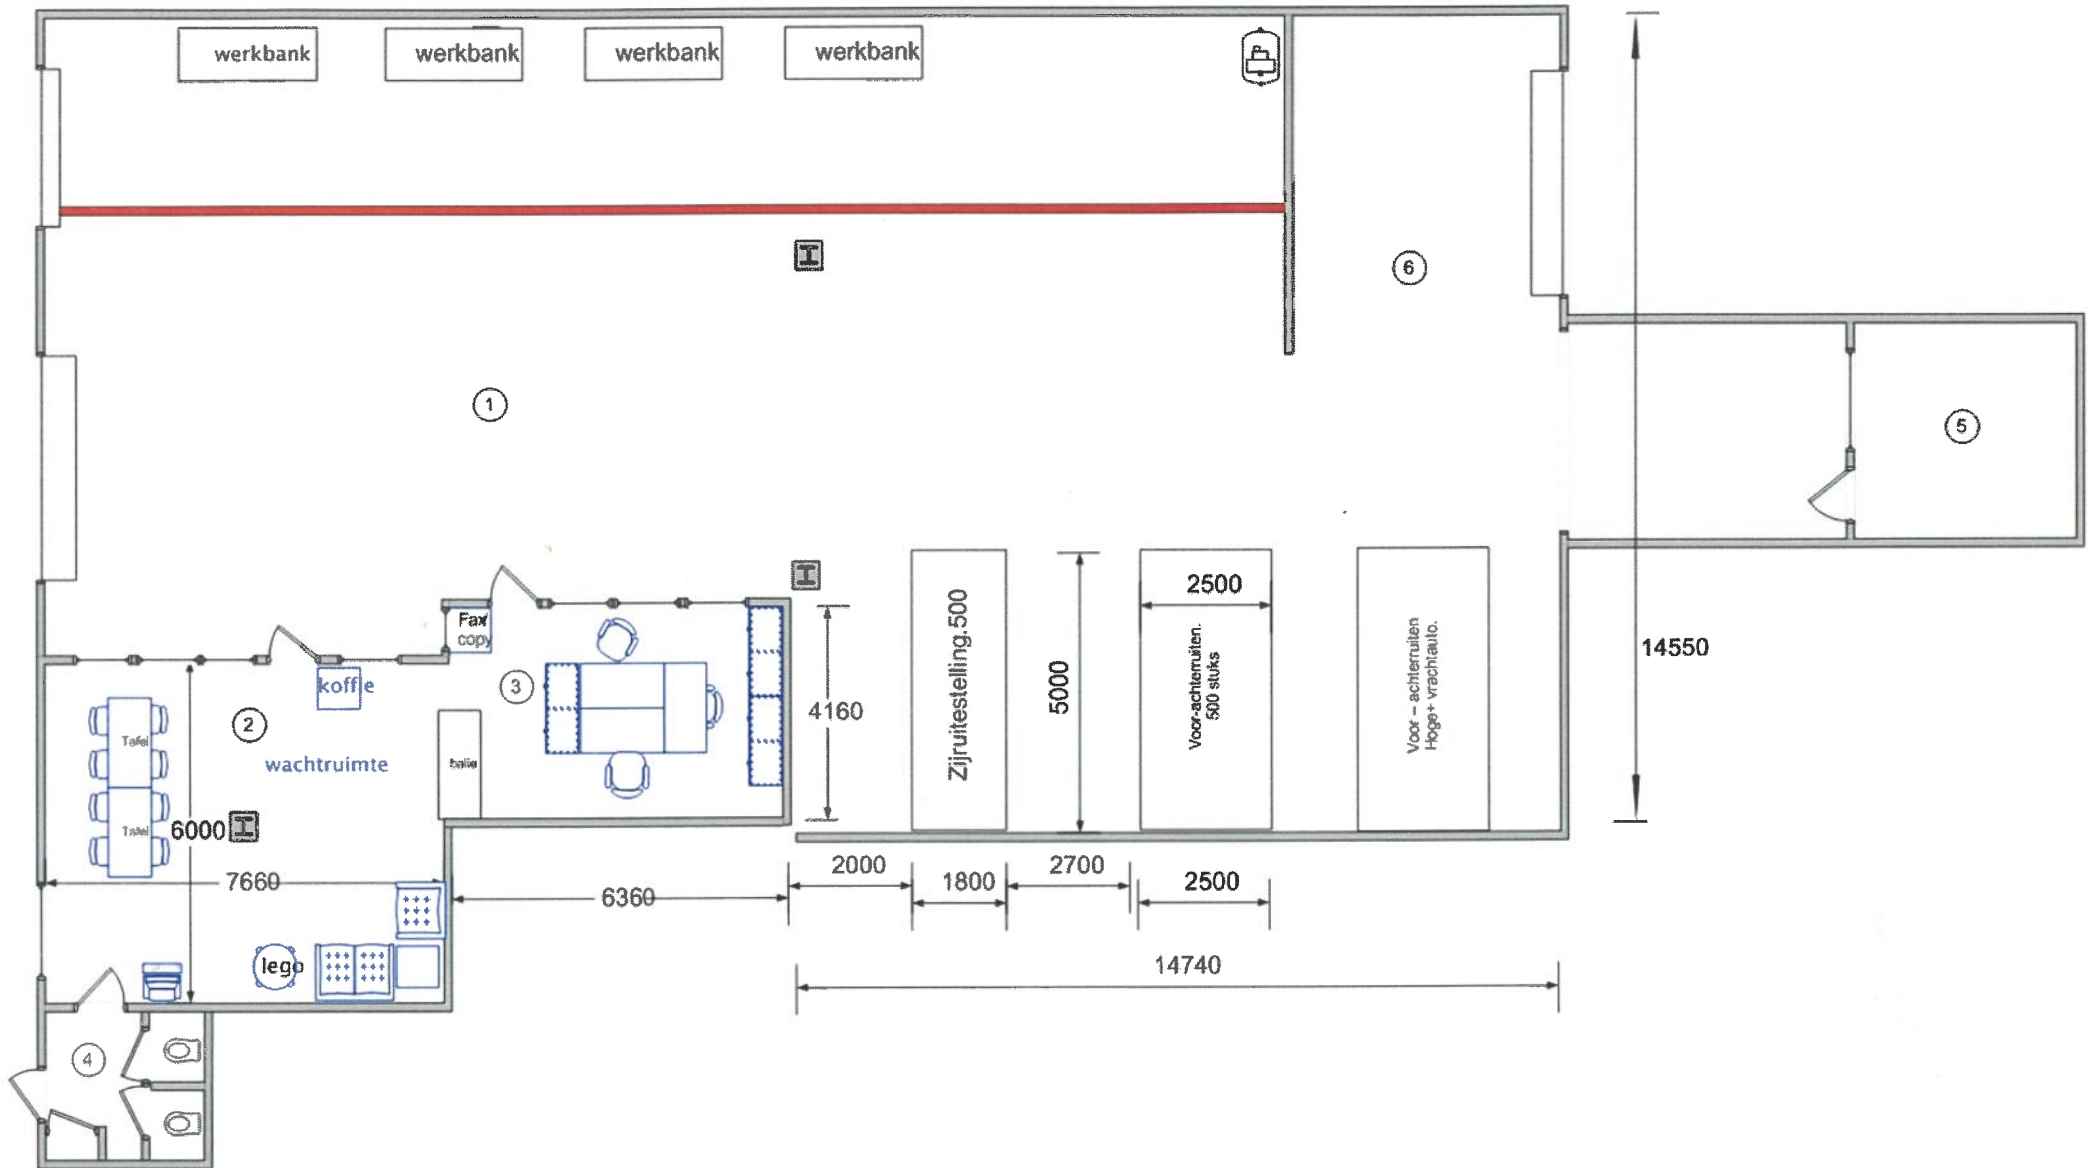 werkbank
werkbank
werkbank
werkbank
6
1
5
Fax
copy
koffie
3
2
wachtruimte
balie
Tafel
Tafel
6000
7660
lego
4
4160
6360
Zijruitestelling.500
5000
2500
Voor-achterruiten.
500 stuks
Voor – achterruiten
Hoge+ vrachtauto.
14550
2000
1800
2700
2500
14740